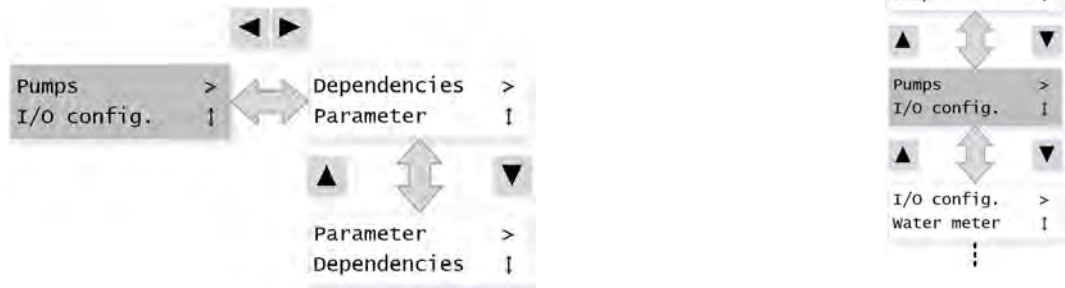 Pumps >
I/O config. ↕
Dependencies >
Parameter ↕
Parameter >
Dependencies ↕
Pumps >
I/O config. ↕
I/O config. >
Water meter ↕